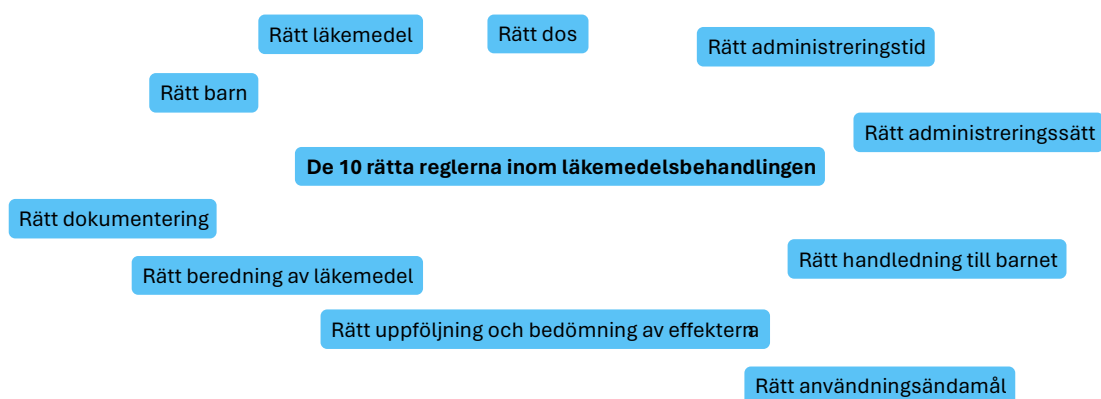 Rätt läkemedel
Rätt dos
Rätt administreringstid
Rätt barn
Rätt administreringssätt
De 10 rätta reglerna inom läkemedelsbehandlingen
Rätt dokumentering
Rätt handledning till barnet
Rätt beredning av läkemedel
Rätt uppföljning och bedömning av effekterna
Rätt användningsändamål